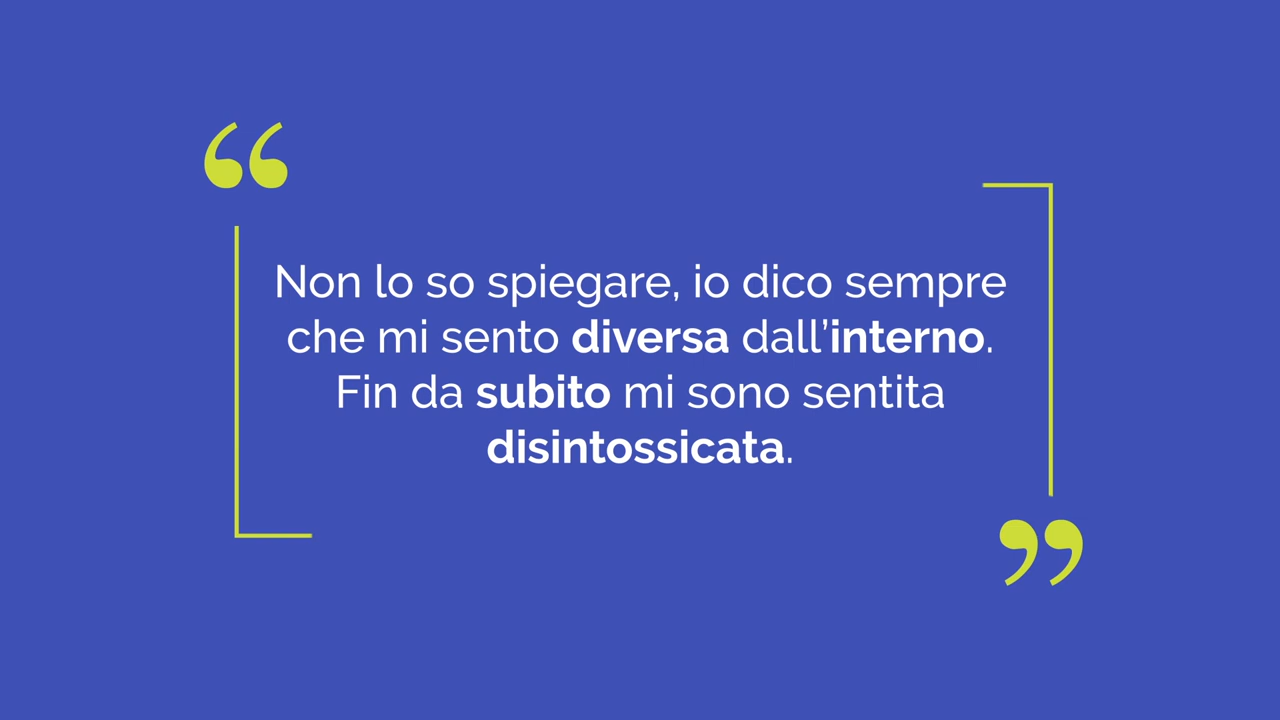 “
Non lo so spiegare, io dico sempre
che mi sento diversa dall’interno.
Fin da subito mi sono sentita
disintossicata.
”